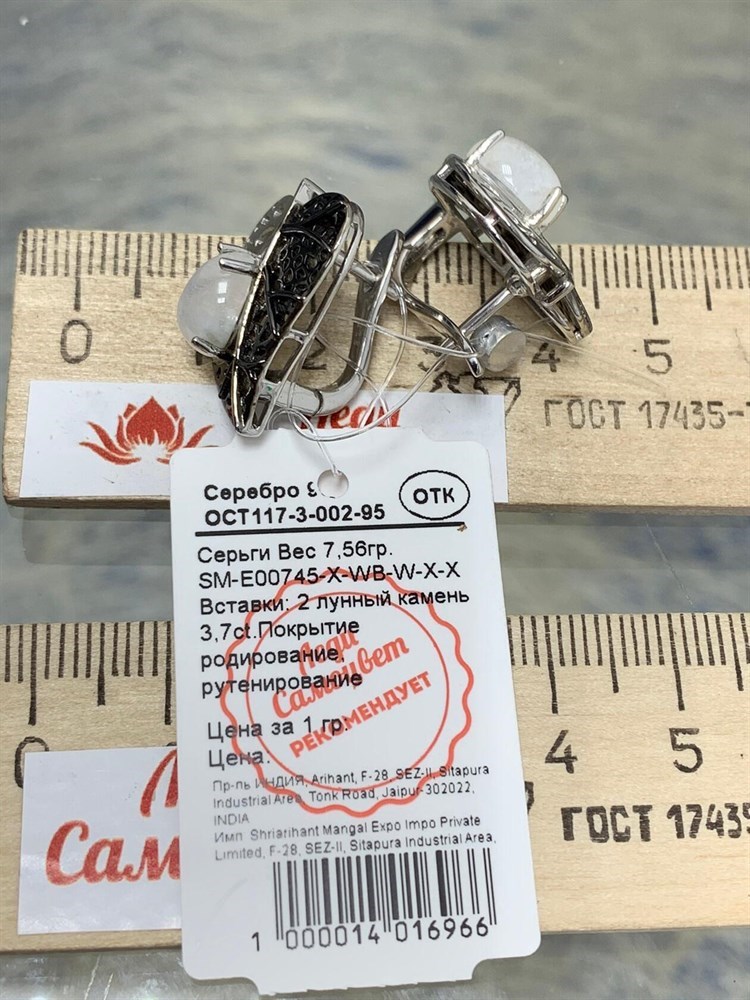 0 2 3 4 5
Леди
ГОСТ 17435-
Серебро 9
ОТК
ОСТ117-3-002-95
Серьги Вес 7,56гр.
SM-E00745-X-WB-W-X-X
Вставки: 2 лунный камень
3,7ct.Покрытие
родирование,
рутенирование
Леди
Самоцвет
РЕКОМЕНДУЕТ
Цена за 1 гр.
Цена:
Пр-ль ИНДИЯ, Arihant, F-28, SEZ-II, Sitapura
Industrial Area, Tonk Road, Jaipur-302022,
INDIA
Имп Shriarihant Mangal Expo Impo Private
Limited, F-28, SEZ-II, Sitapura Industrial Area,
1 000014 016966
0 4 5
Сам
ГОСТ 17435